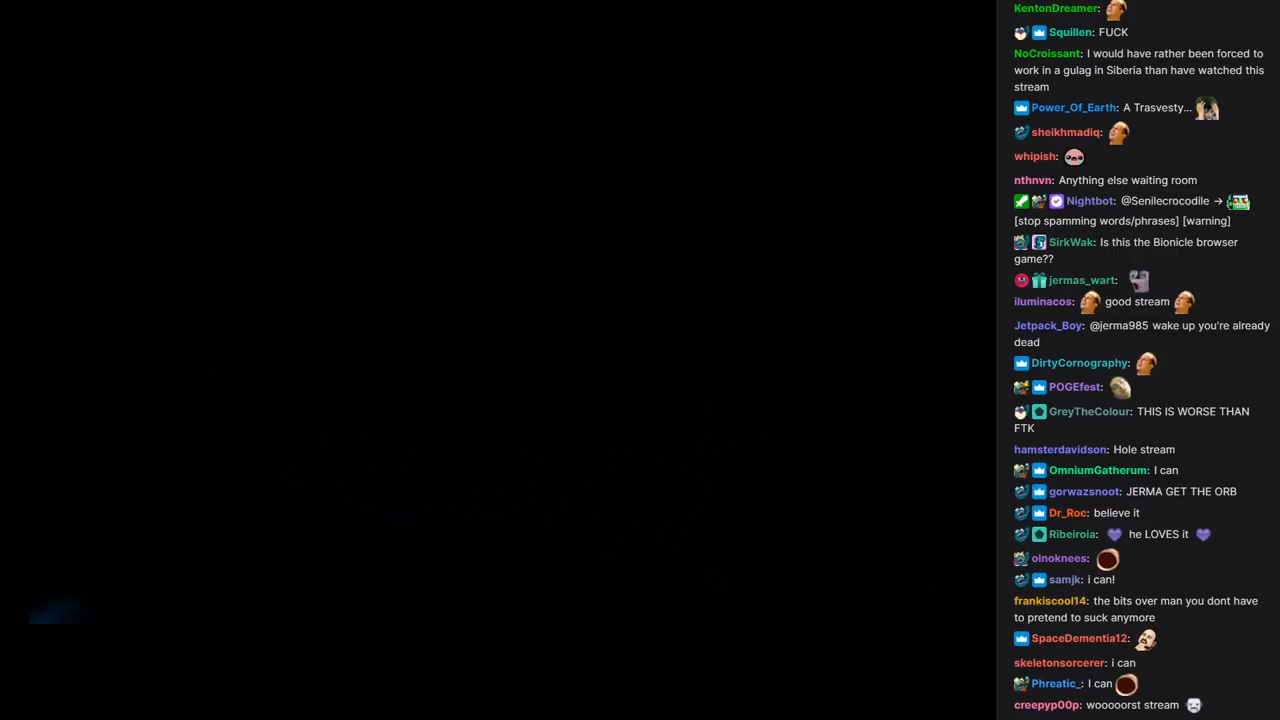 KentonDreamer:
Squillen: FUCK
NoCroissant: I would have rather been forced to
work in a gulag in Siberia than have watched this
stream
Power_Of_Earth: A Trasvesty...
sheikhmadiq:
whipish:
nthnvn: Anything else waiting room
Nightbot: @Senilecrocodile →
[stop spamming words/phrases] [warning]
SirkWak: Is this the Bionicle browser
game??
jermas_wart:
iluminacos: good stream
Jetpack_Boy: @jerma985 wake up you're already
dead
DirtyCornography:
POGEfest:
GreyTheColour: THIS IS WORSE THAN
FTK
hamsterdavidson: Hole stream
OmniumGatherum: I can
gorwazsnoot: JERMA GET THE ORB
Dr_Roc: believe it
Ribeiroia: he LOVES it
olnoknees:
samjk: i can!
frankiscool14: the bits over man you dont have
to pretend to suck anymore
SpaceDementia12:
skeletonsorcerer: i can
Phreatic_: I can
creepyp00p: wooooorst stream